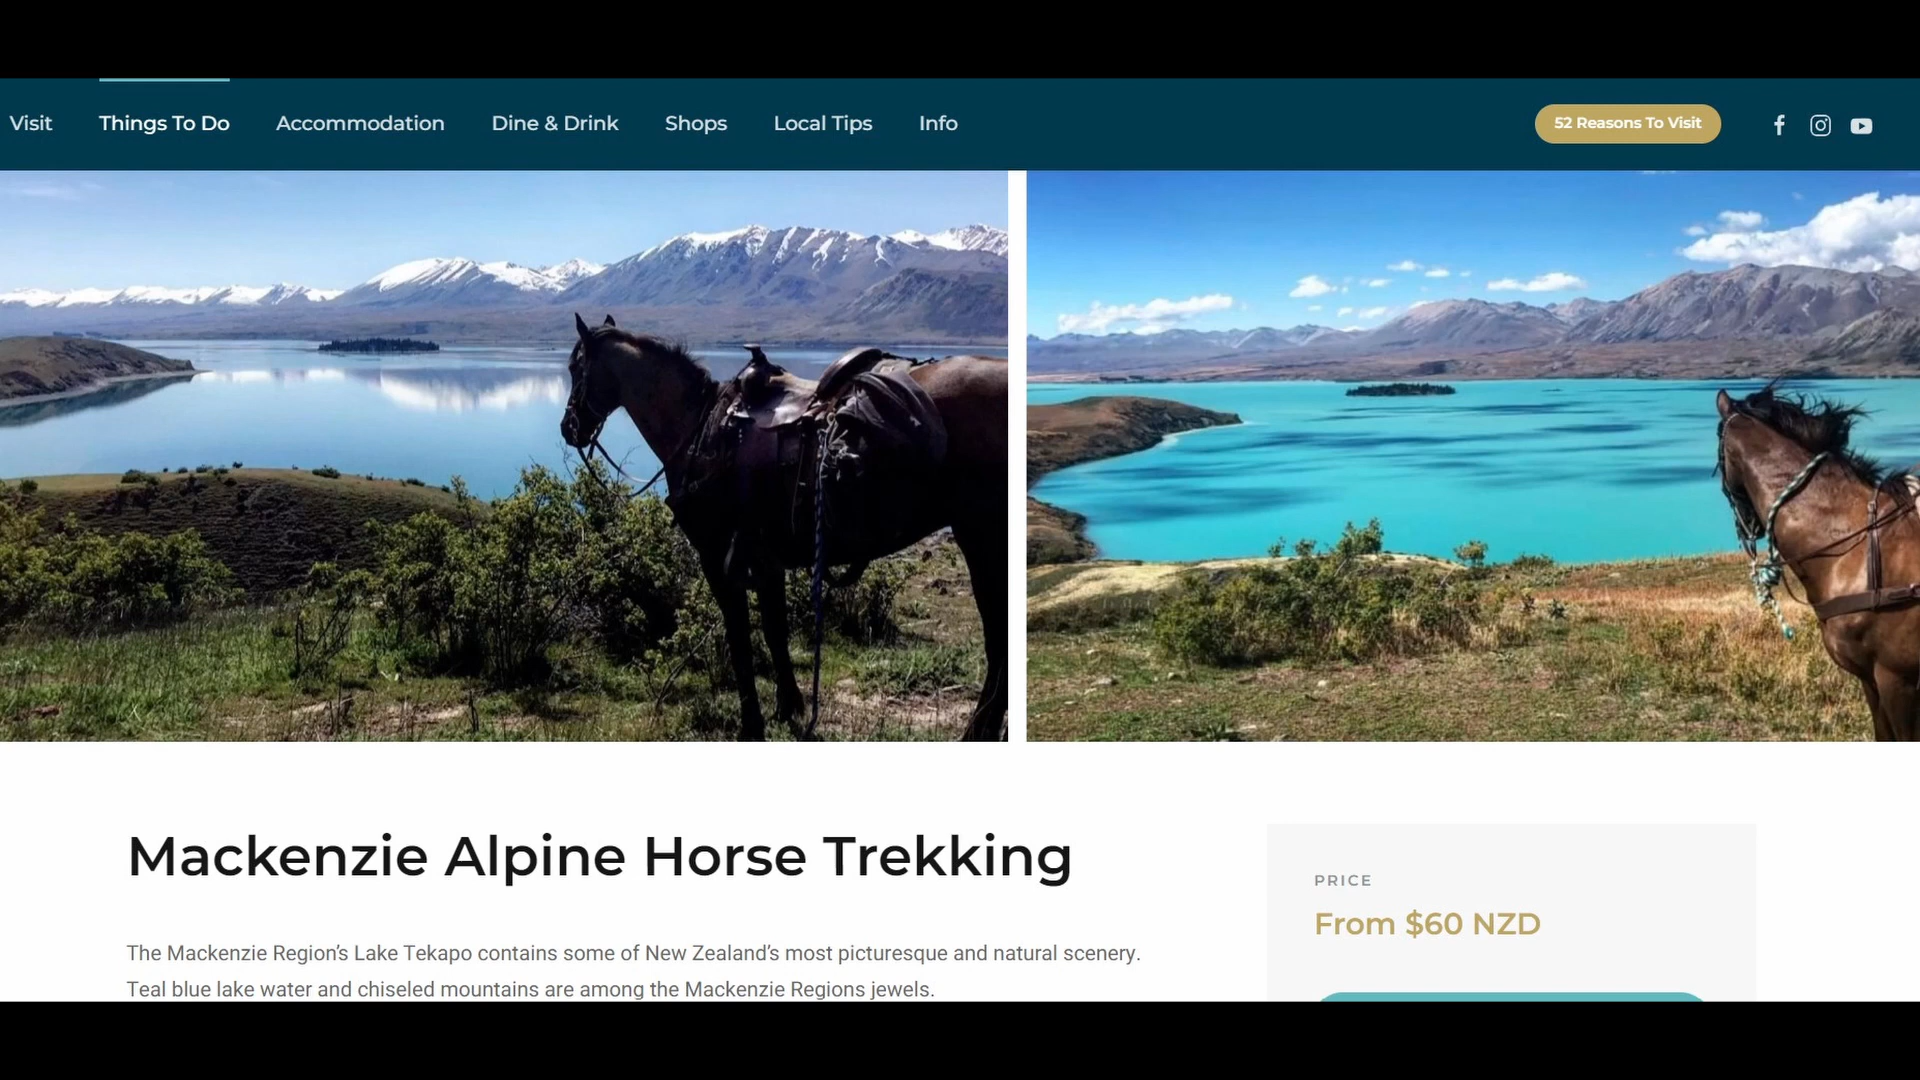 Visit Things To Do Accommodation Dine & Drink Shops Local Tips Info 52 Reasons To Visit
Mackenzie Alpine Horse Trekking
The Mackenzie Region’s Lake Tekapo contains some of New Zealand’s most picturesque and natural scenery.
Teal blue lake water and chiseled mountains are among the Mackenzie Regions jewels.
PRICE
From $60 NZD